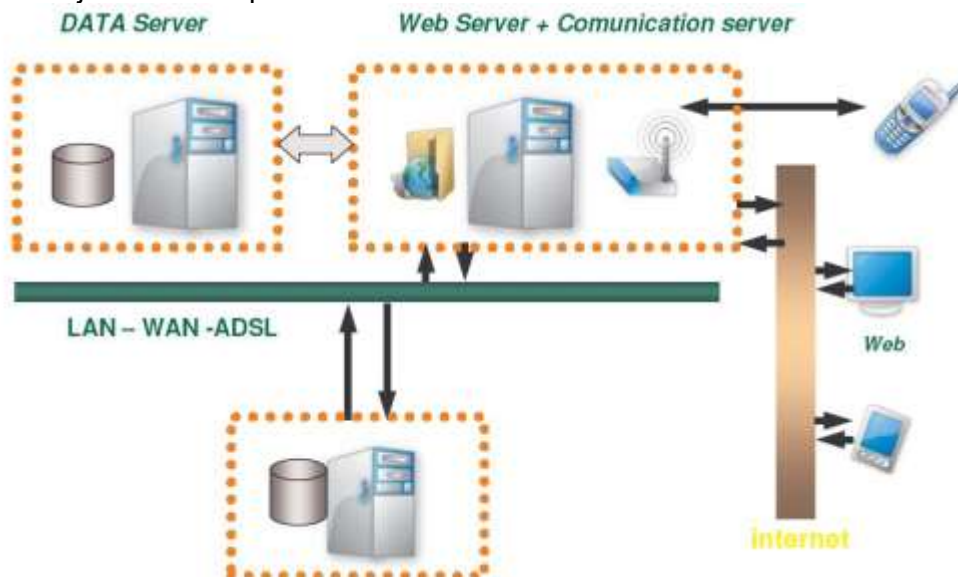 DATA Server
Web Server + Comunication server
LAN – WAN -ADSL
Web
internet